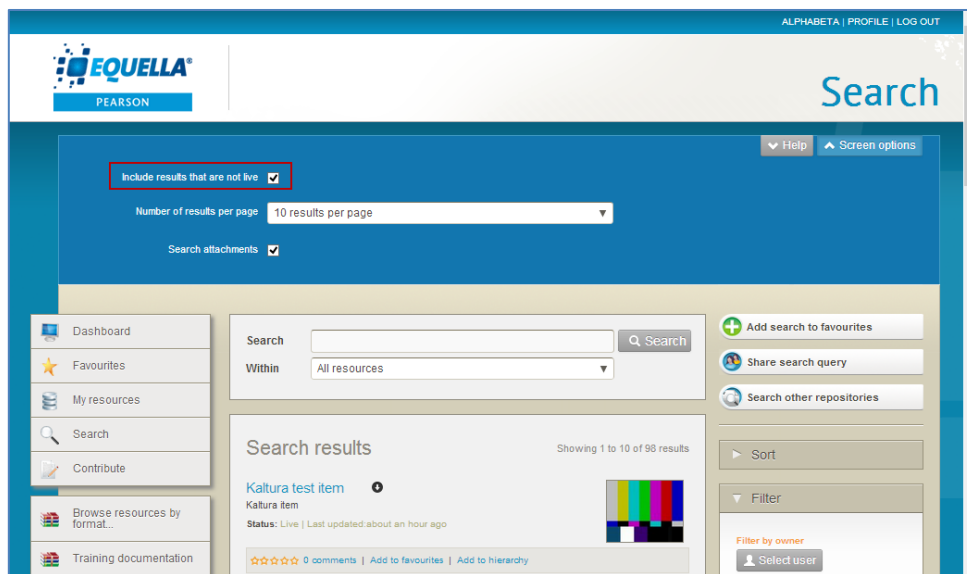 ALPHABETA | PROFILE | LOG OUT
EQUELLA®
PEARSON
Search
Help
Screen options
Include results that are not live
Number of results per page
10 results per page
Search attachments
Dashboard
Favourites
My resources
Search
Contribute
Browse resources by
format...
Training documentation
Search
Search
Within
All resources
Search results
Showing 1 to 10 of 98 results
Kaltura test item
Kaltura item
Status: Live | Last updated:about an hour ago
0 comments | Add to favourites | Add to hierarchy
Add search to favourites
Share search query
Search other repositories
Sort
Filter
Filter by owner
Select user